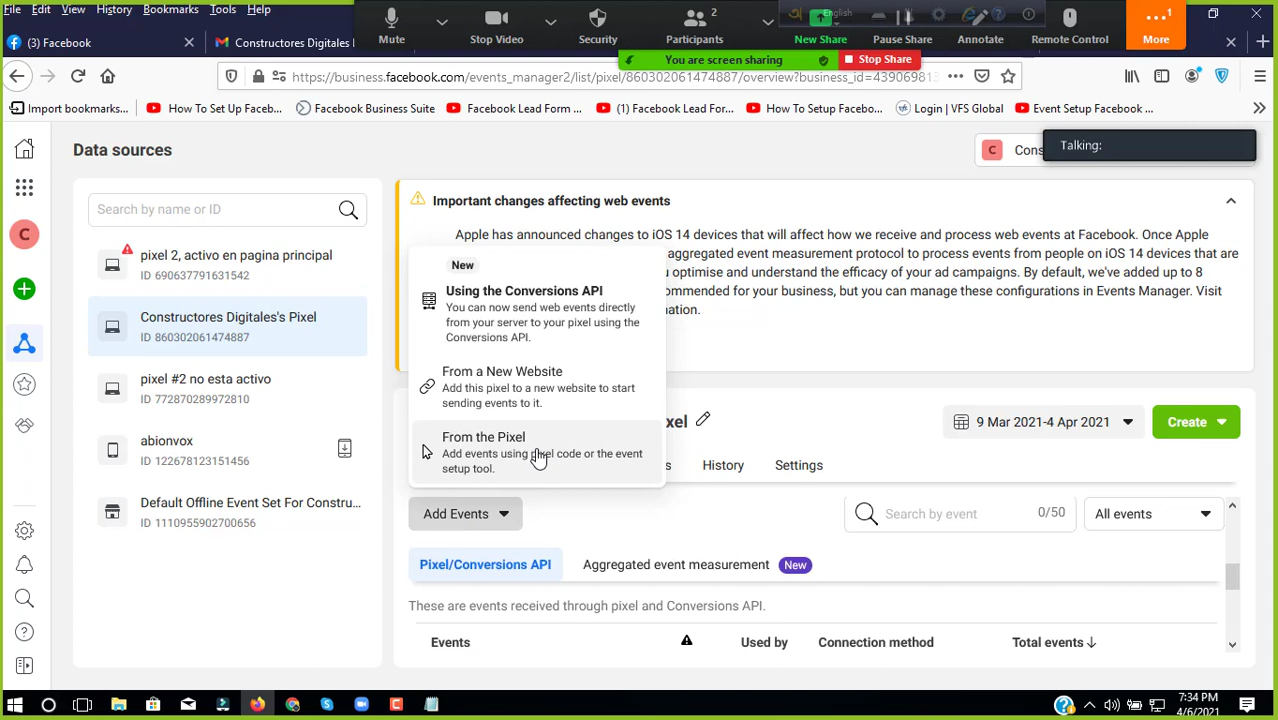 File Edit View History Bookmarks Tools Help
Mute
Stop Video
Security
2
Participants
English
New Share
Pause Share
Annotate
Remote Control
1
More
(3) Facebook
Constructores Digitales
You are screen sharing
Stop Share
https://business.facebook.com/events_manager2/list/pixel/860302061474887/overview?business_id=439069813
Import bookmarks...
How To Set Up Faceb...
Facebook Business Suite
Facebook Lead Form ...
(1) Facebook Lead For...
How To Setup Facebo...
Login | VFS Global
Event Setup Facebook ...
Data sources
C
Cons
Talking:
Search by name or ID
pixel 2, activo en pagina principal
ID 690637791631542
Constructores Digitales's Pixel
ID 860302061474887
pixel #2 no esta activo
ID 772870289972810
abionvox
ID 122678123151456
Default Offline Event Set For Constru...
ID 1110955902700656
C
Important changes affecting web events
Apple has announced changes to iOS 14 devices that will affect how we receive and process web events at Facebook. Once Apple
aggregated event measurement protocol to process events from people on iOS 14 devices that are
u optimise and understand the efficacy of your ad campaigns. By default, we've added up to 8
ommended for your business, but you can manage these configurations in Events Manager. Visit
nation.
New
Using the Conversions API
You can now send web events directly
from your server to your pixel using the
Conversions API.
From a New Website
Add this pixel to a new website to start
sending events to it.
From the Pixel
Add events using pixel code or the event
setup tool.
xel
9 Mar 2021-4 Apr 2021
Create
s
History
Settings
Add Events
Search by event
0/50
All events
Pixel/Conversions API
Aggregated event measurement
New
These are events received through pixel and Conversions API.
Events
Used by
Connection method
Total events
7:34 PM
4/6/2021